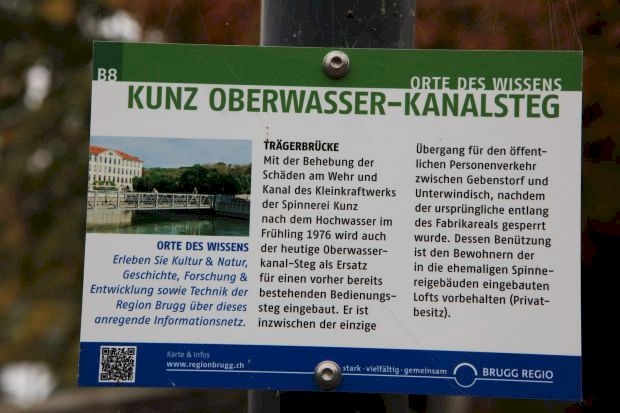 B8
ORTE DES WISSENS
KUNZ OBERWASSER-KANALSTEG
TRÄGERBRÜCKE
Mit der Behebung der
Schäden am Wehr und
Kanal des Kleinkraftwerks
der Spinnerei Kunz
nach dem Hochwasser im
Frühling 1976 wird auch
der heutige Oberwasser-
kanal-Steg als Ersatz
für einen vorher bereits
bestehenden Bedienungs-
steg eingebaut. Er ist
inzwischen der einzige
Übergang für den öffent-
lichen Personenverkehr
zwischen Gebenstorf und
Unterwindisch, nachdem
der ursprüngliche entlang
des Fabrikareals gesperrt
wurde. Dessen Benützung
ist den Bewohnern der
in die ehemaligen Spinne-
reigebäuden eingebauten
Lofts vorbehalten (Privat-
besitz).
ORTE DES WISSENS
Erleben Sie Kultur & Natur,
Geschichte, Forschung &
Entwicklung sowie Technik der
Region Brugg über dieses
anregende Informationsnetz.
Karte & Infos
www.regionbrugg.ch
stark · vielfältig · gemeinsam
BRUGG REGIO